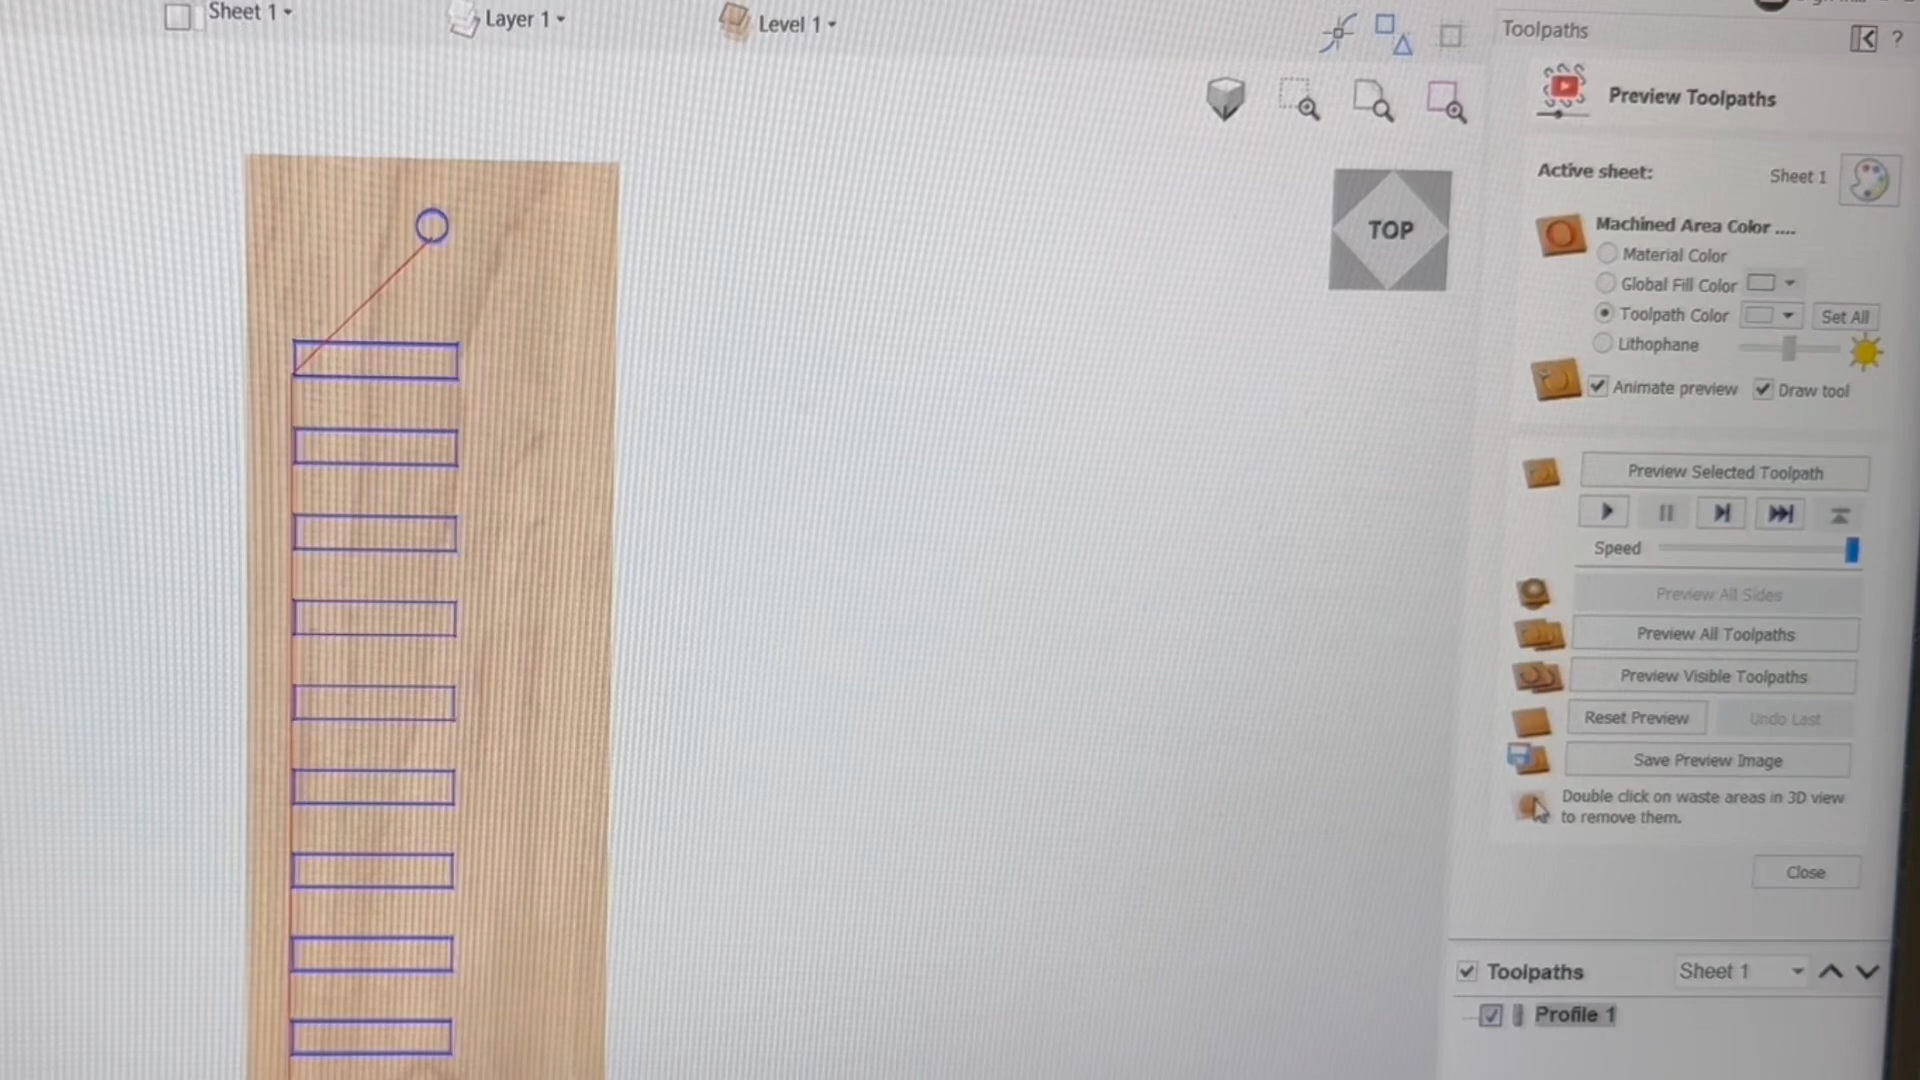 Sheet 1
Layer 1
Level 1
Toolpaths
?
Preview Toolpaths
Active sheet:
Sheet 1
TOP
Machined Area Color ....
Material Color
Global Fill Color
Toolpath Color
Set All
Lithophane
Animate preview
Draw tool
Preview Selected Toolpath
Speed
Preview All Sides
Preview All Toolpaths
Preview Visible Toolpaths
Reset Preview
Undo Last
Save Preview Image
Double click on waste areas in 3D view
to remove them.
Close
Toolpaths
Sheet 1
Profile 1